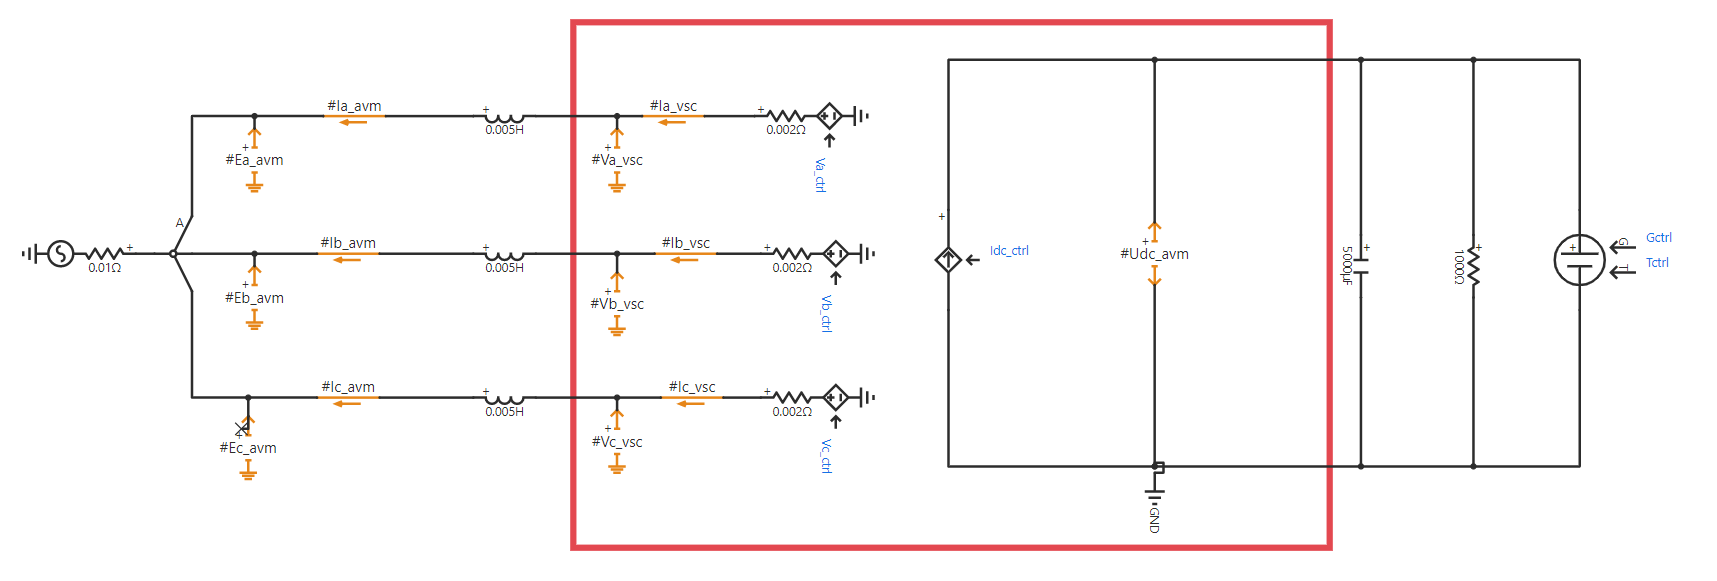 #Ia_avm
+
0.005H
#Ia_vsc
+
0.002Ω
+
#Ea_avm
+
#Va_vsc
Va_ctrl
A
+
0.01Ω
#Ib_avm
+
0.005H
#Ib_vsc
+
0.002Ω
+
#Eb_avm
+
#Vb_vsc
Vb_ctrl
#Ic_avm
+
0.005H
#Ic_vsc
+
0.002Ω
+
#Ec_avm
+
#Vc_vsc
Vc_ctrl
+
Idc_ctrl
+
#Udc_avm
GND
+
5000μF
+
1000Ω
+
G
T
Gctrl
Tctrl